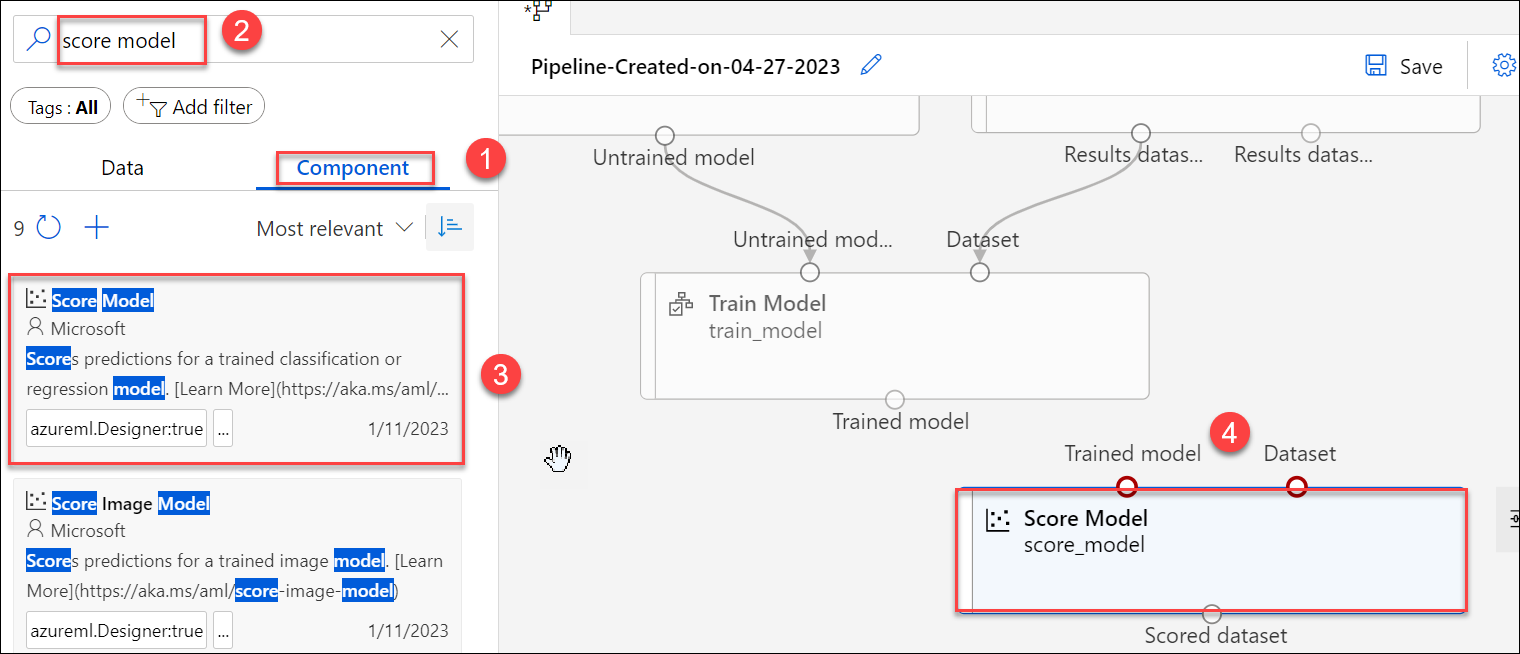 score model
2
Tags : All
Add filter
Data
Component
1
9
Most relevant
Score Model
Microsoft
Scores predictions for a trained classification or
regression model. [Learn More](https://aka.ms/aml/...
azureml.Designer:true
...
1/11/2023
3
Score Image Model
Microsoft
Scores predictions for a trained image model. [Learn
More](https://aka.ms/aml/score-image-model)
azureml.Designer:true
...
1/11/2023
Pipeline-Created-on-04-27-2023
Save
Untrained model
Results datas...
Results datas...
Untrained mod...
Dataset
Train Model
train_model
Trained model
Trained model
4
Dataset
Score Model
score_model
Scored dataset